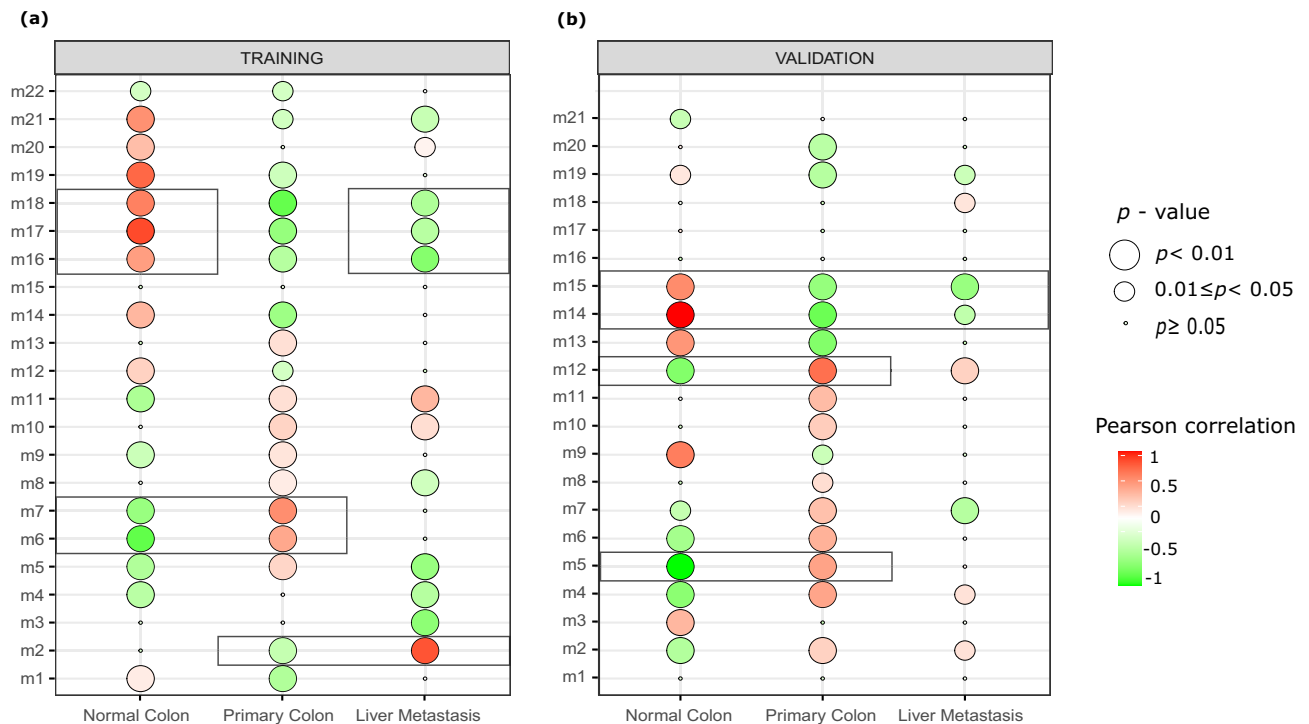 (a)
TRAINING
m22
m21
m20
m19
m18
m17
m16
m15
m14
m13
m12
m11
m10
m9
m8
m7
m6
m5
m4
m3
m2
m1
Normal Colon
Primary Colon
Liver Metastasis
(b)
VALIDATION
m21
m20
m19
m18
m17
m16
m15
m14
m13
m12
m11
m10
m9
m8
m7
m6
m5
m4
m3
m2
m1
Normal Colon
Primary Colon
Liver Metastasis
p - value
p< 0.01
0.01≤p< 0.05
p≥ 0.05
Pearson correlation
1
0.5
0
-0.5
-1